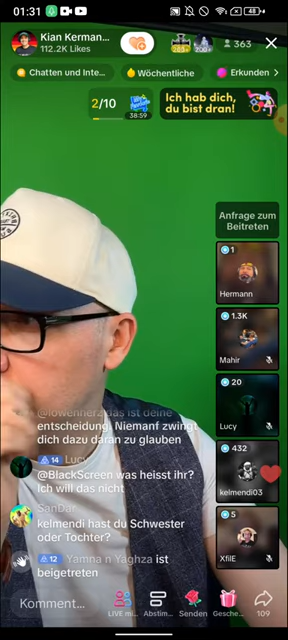 01:31
48
Kian Kerman...
112.2K Likes
363
Chatten und Inte...
Wöchentliche
Erkunden
2/10
38:59
Ich hab dich,
du bist dran!
Anfrage zum
Beitreten
1
Hermann
1.3K
Mahir
20
Lucy
432
kelmendi03
5
XfilE
@lowenherz das ist deine
entscheidung. Niemanf zwingt
dich dazu daran zu glauben
14 Lucy
@BlackScreen was heisst ihr?
Ich will das nicht
SanDar
kelmendi hast du Schwester
oder Tochter?
12 Yamna n Yaghza ist
beigetreten
Komment...
LIVE mi...
Abstim...
Senden
Gesche...
109